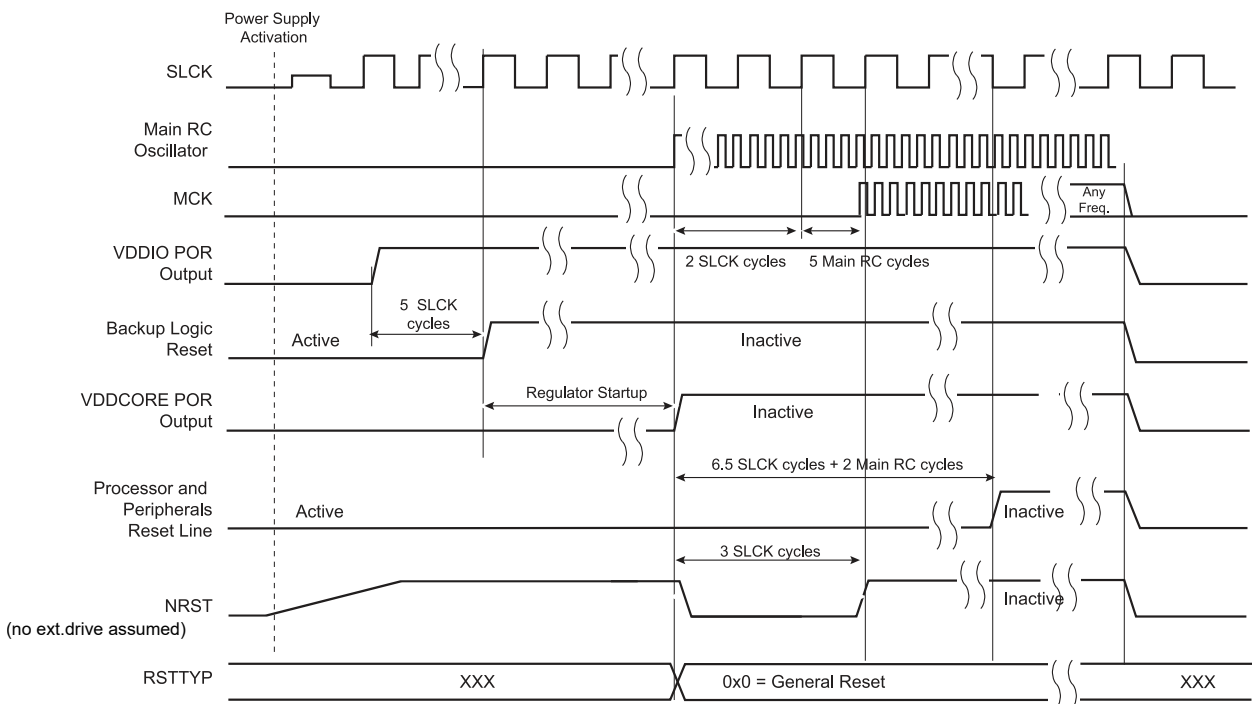 Power Supply
Activation
SLCK
Main RC
Oscillator
MCK
Any
Freq.
VDDIO POR
Output
2 SLCK cycles
5 Main RC cycles
5 SLCK
cycles
Backup Logic
Reset
Active
Inactive
Regulator Startup
VDDCORE POR
Output
Inactive
6.5 SLCK cycles + 2 Main RC cycles
Processor and
Peripherals
Reset Line
Active
Inactive
3 SLCK cycles
NRST
(no ext.drive assumed)
Inactive
RSTTYP
XXX
0x0 = General Reset
XXX